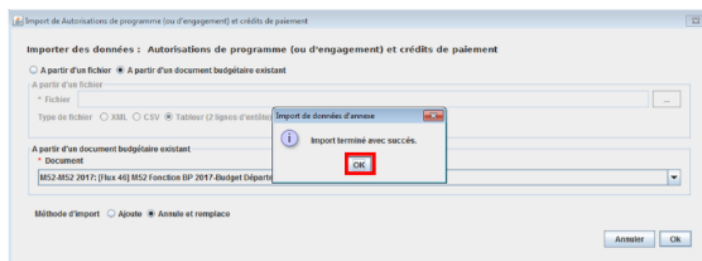 Import de Autorisations de programme (ou d'engagement) et crédits de paiement
Importer des données : Autorisations de programme (ou d'engagement) et crédits de paiement
A partir d'un fichier A partir d'un document budgétaire existant
A partir d'un fichier
* Fichier ...
Type de fichier XML CSV Tableur (2 lignes d'entête)
Import de données d'annexe
Import terminé avec succés.
OK
A partir d'un document budgétaire existant
* Document
M52-M52 2017: [Flux 46] M52 Fonction BP 2017-Budget Départe
Méthode d'import Ajoute Annule et remplace
Annuler Ok